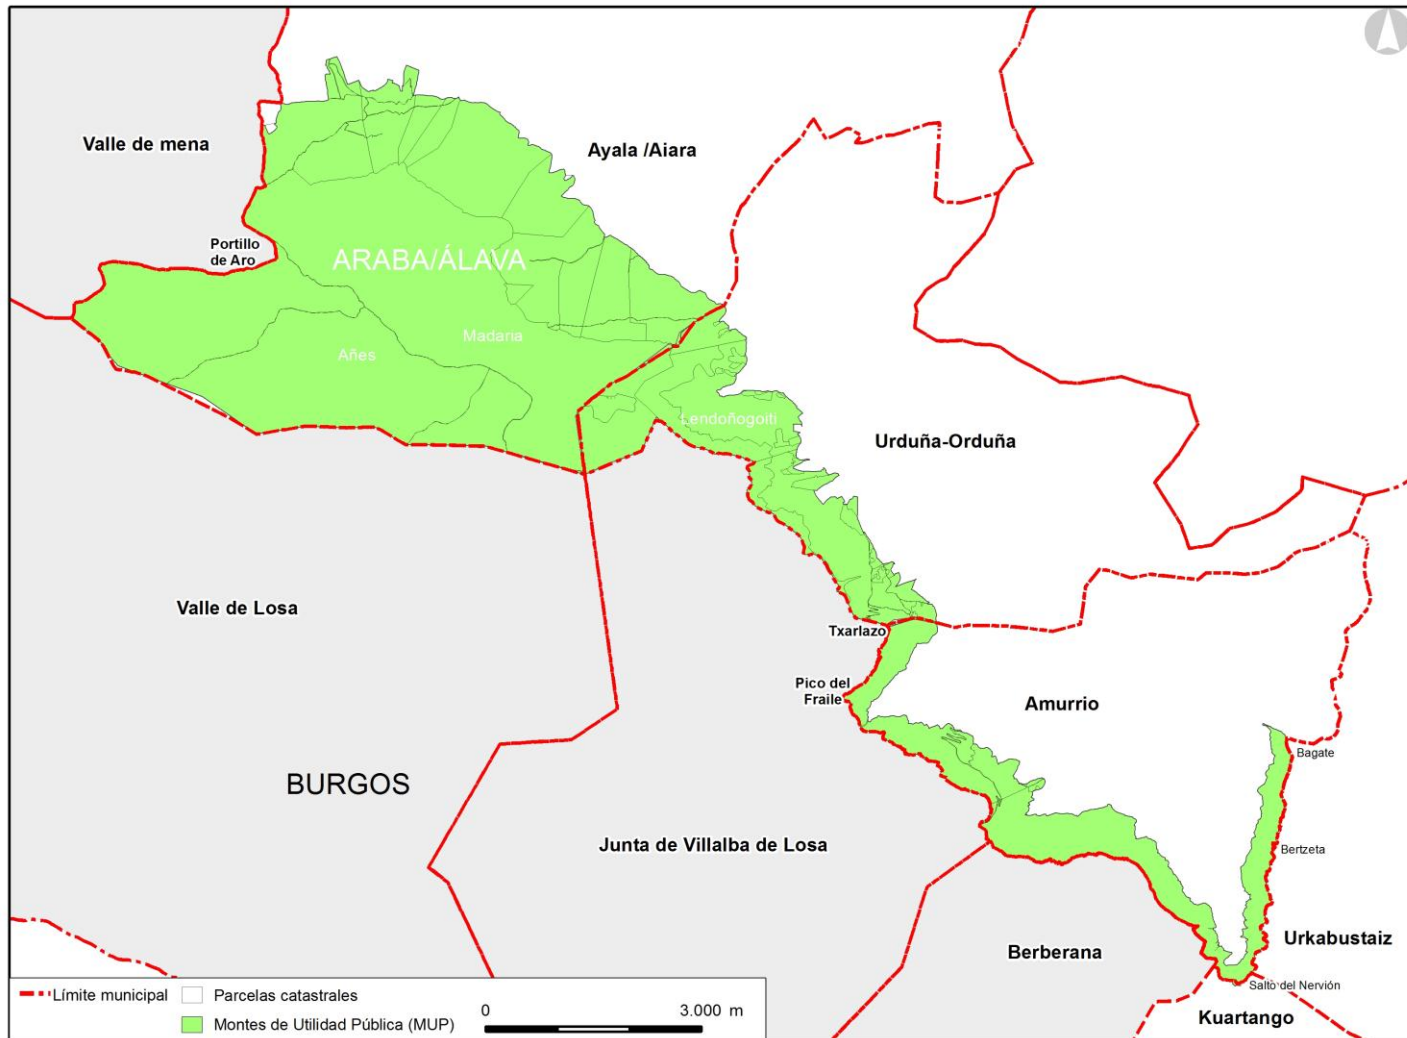 Valle de mena
Ayala /Aiara
Portillo
de Aro
ARABA/ÁLAVA
Madaria
Añes
Lendoñogoiti
Urduña-Orduña
Valle de Losa
Txarlazo
Pico del
Fraile
Amurrio
Bagate
BURGOS
Junta de Villalba de Losa
Bertzeta
Urkabustaiz
Berberana
Salto del Nervión
Kuartango
Límite municipal
Parcelas catastrales
Montes de Utilidad Pública (MUP)
0 3.000 m